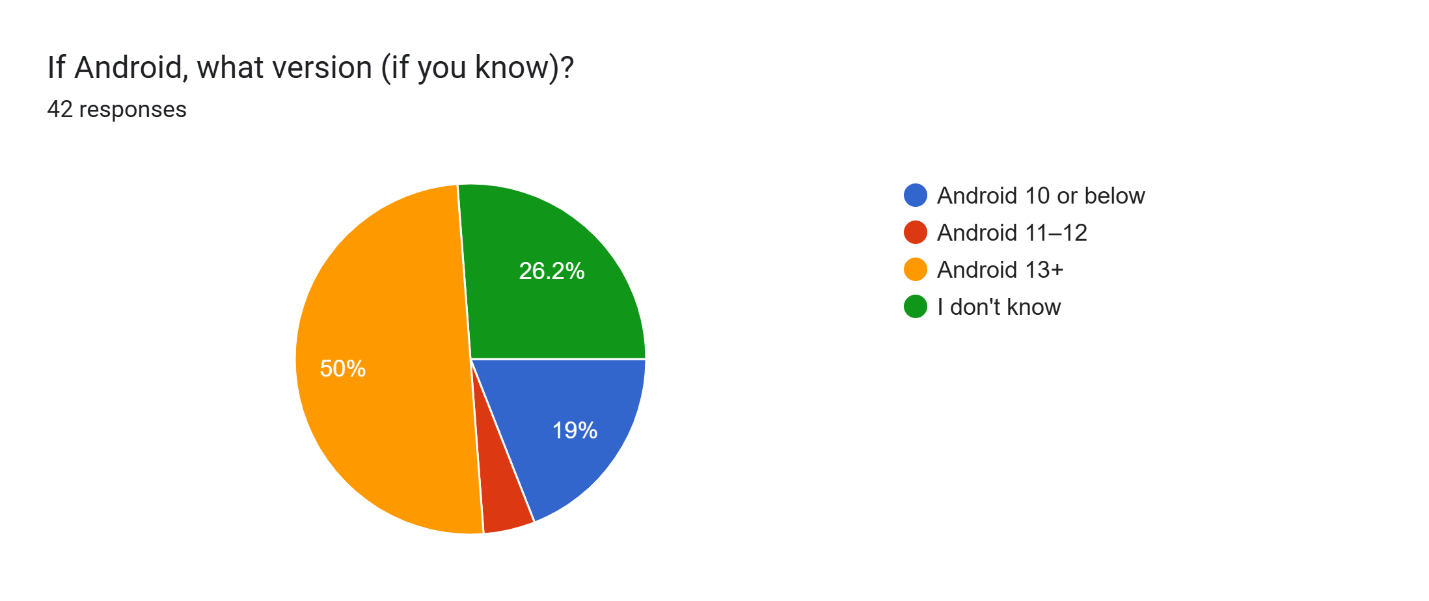 If Android, what version (if you know)?
42 responses
26.2%
50%
19%
Android 10 or below
Android 11–12
Android 13+
I don't know